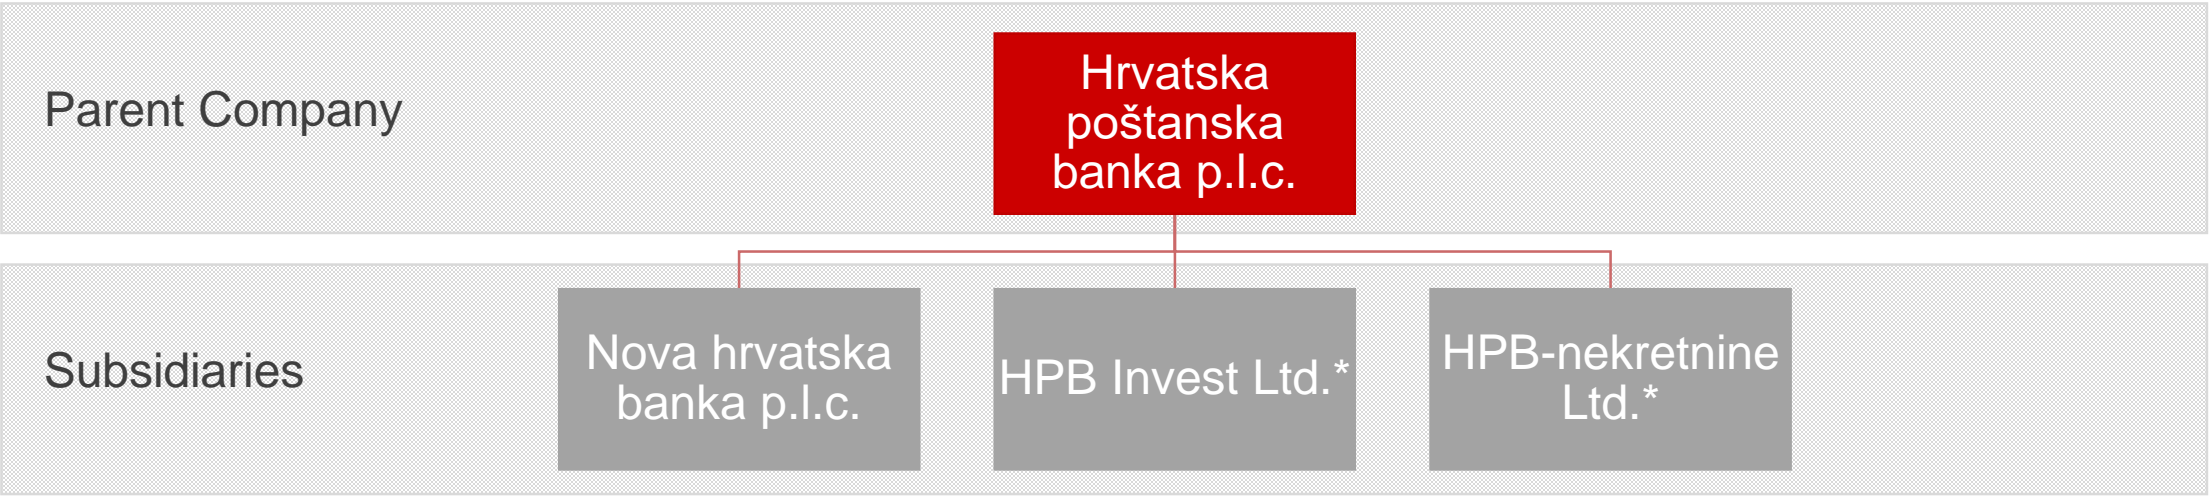 Parent Company
Hrvatska
poštanska
banka p.l.c.
Subsidiaries
Nova hrvatska
banka p.l.c.
HPB Invest Ltd.*
HPB-nekretnine
Ltd.*